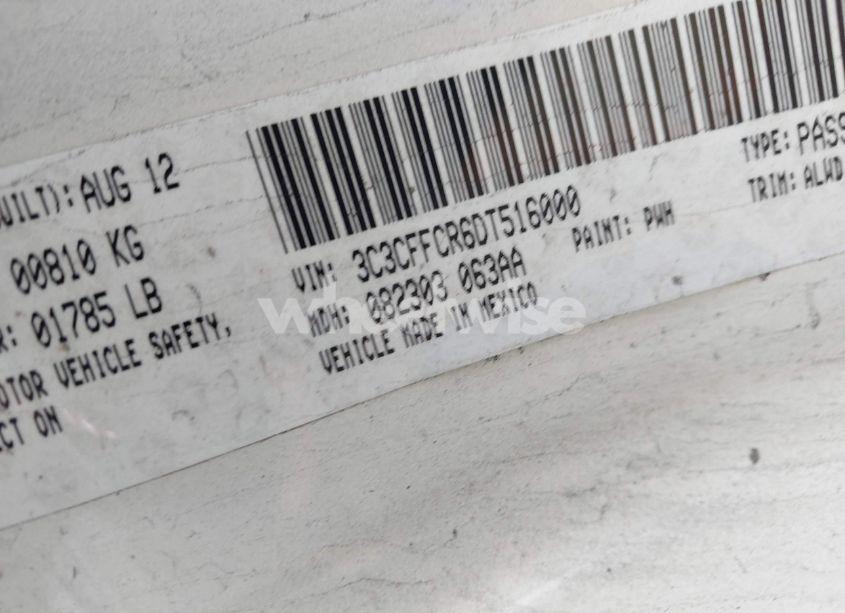 UILT): AUG 12
00810 KG
R: 01785 LB
OTOR VEHICLE SAFETY,
CT ON
VIN: 3C3CFFCR6DT516000
MDH: 082303 063AA
VEHICLE MADE IN MEXICO
PAINT: PWH
TYPE: PASS
TRIM: ALWD
wheelwise